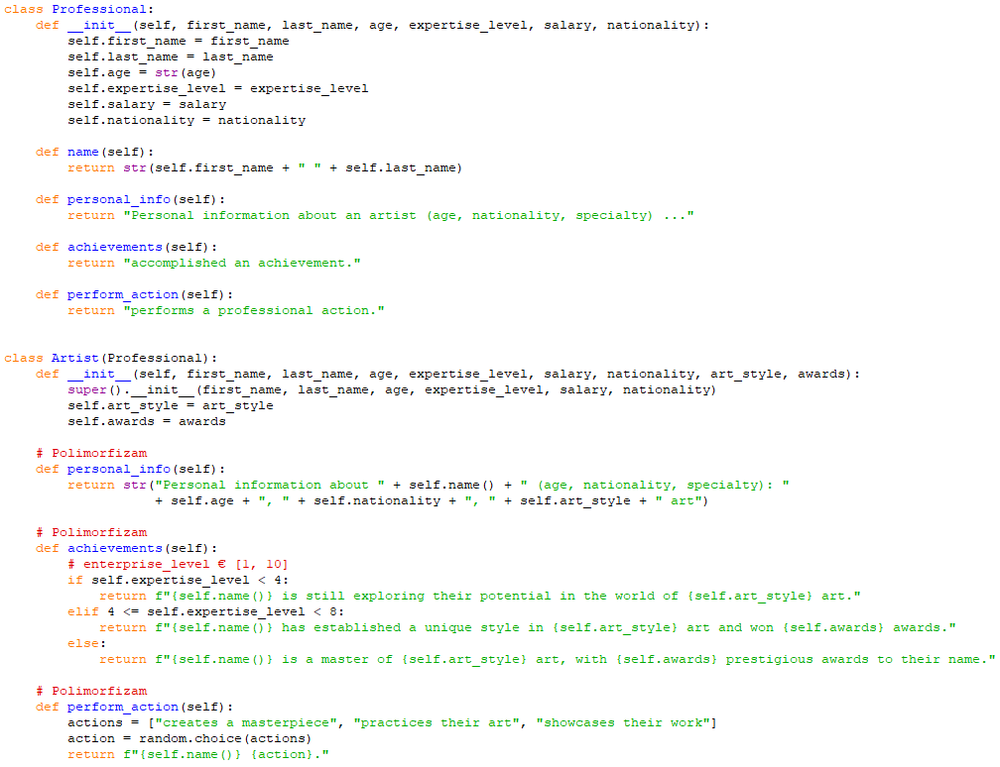 class Professional:
    def __init__(self, first_name, last_name, age, expertise_level, salary, nationality):
        self.first_name = first_name
        self.last_name = last_name
        self.age = str(age)
        self.expertise_level = expertise_level
        self.salary = salary
        self.nationality = nationality

    def name(self):
        return str(self.first_name + " " + self.last_name)

    def personal_info(self):
        return "Personal information about an artist (age, nationality, specialty) ..."

    def achievements(self):
        return "accomplished an achievement."

    def perform_action(self):
        return "performs a professional action."


class Artist(Professional):
    def __init__(self, first_name, last_name, age, expertise_level, salary, nationality, art_style, awards):
        super().__init__(first_name, last_name, age, expertise_level, salary, nationality)
        self.art_style = art_style
        self.awards = awards

    # Polimorfizam
    def personal_info(self):
        return str("Personal information about " + self.name() + " (age, nationality, specialty): "
                   + self.age + ", " + self.nationality + ", " + self.art_style + " art")

    # Polimorfizam
    def achievements(self):
        # enterprise_level € [1, 10]
        if self.expertise_level < 4:
            return f"{self.name()} is still exploring their potential in the world of {self.art_style} art."
        elif 4 <= self.expertise_level < 8:
            return f"{self.name()} has established a unique style in {self.art_style} art and won {self.awards} awards."
        else:
            return f"{self.name()} is a master of {self.art_style} art, with {self.awards} prestigious awards to their name."

    # Polimorfizam
    def perform_action(self):
        actions = ["creates a masterpiece", "practices their art", "showcases their work"]
        action = random.choice(actions)
        return f"{self.name()} {action}."